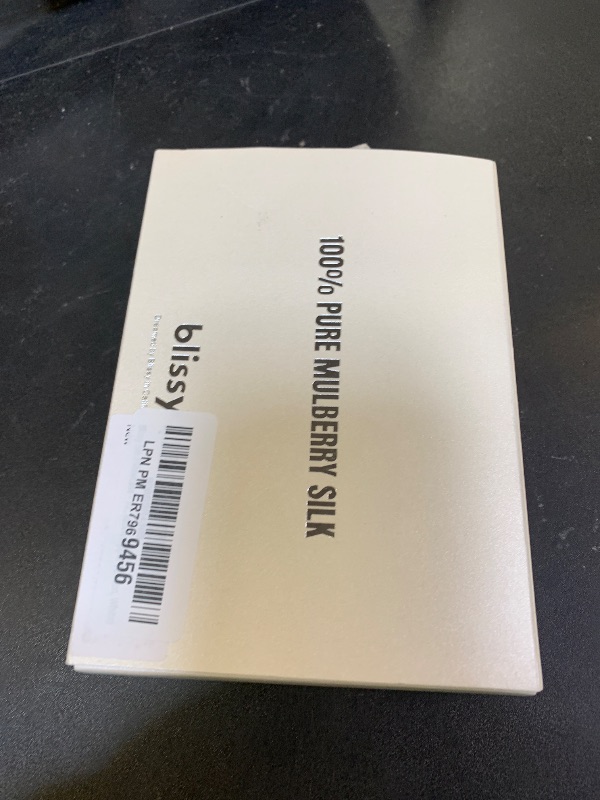 100% PURE MULBERRY SILK
blissy
LPN PM ER7969456